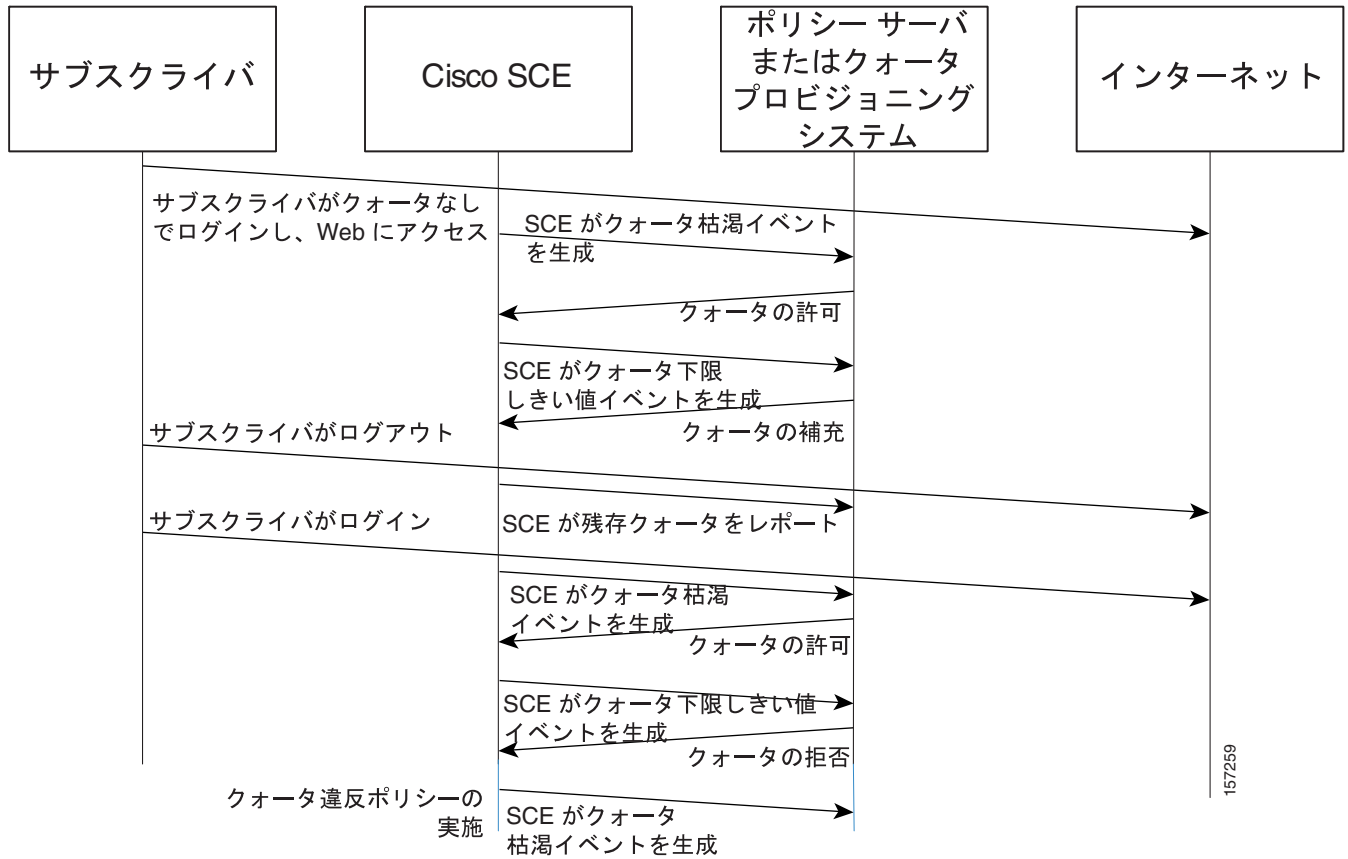 サブスクライバ
Cisco SCE
ポリシー サーバ
またはクォータ
プロビジョニング
システム
インターネット
サブスクライバがクォータなし
でログインし、Web にアクセス
SCE がクォータ枯渇イベント
を生成
クォータの許可
SCE がクォータ下限
しきい値イベントを生成
クォータの補充
サブスクライバがログアウト
SCE が残存クォータをレポート
サブスクライバがログイン
SCE がクォータ枯渇
イベントを生成
クォータの許可
SCE がクォータ下限しきい値
イベントを生成
クォータの拒否
クォータ違反ポリシーの
実施
SCE がクォータ
枯渇イベントを生成
157259